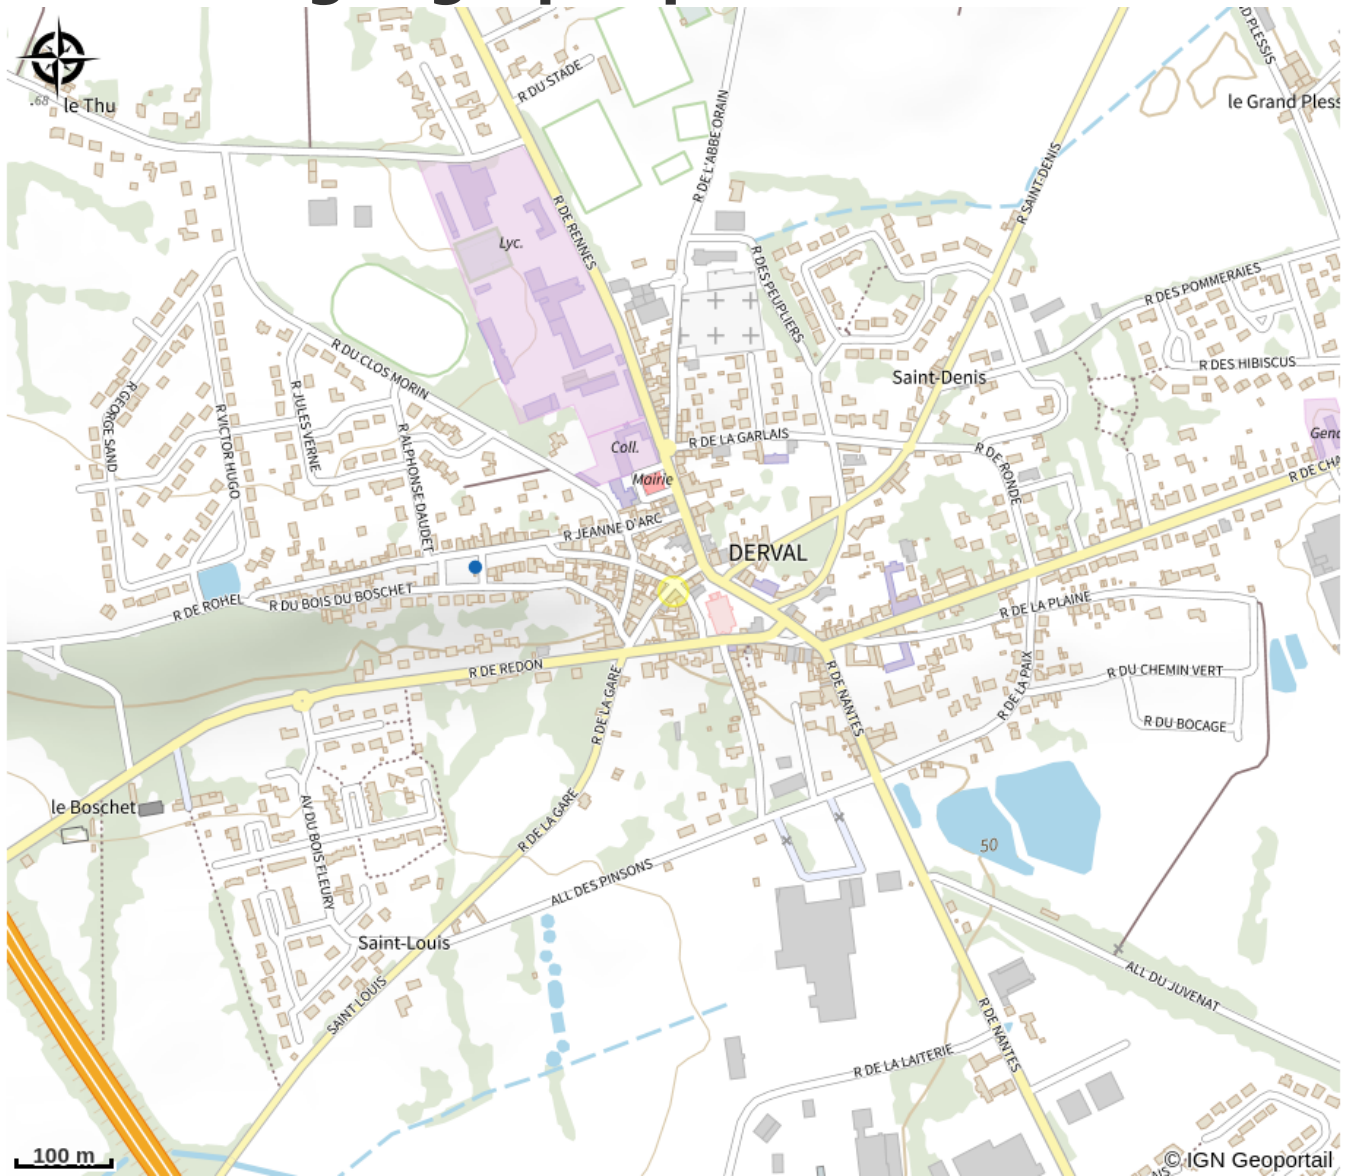 R DU STADE
D PLESSIS
.68
le Thu
le Grand Pless
R DE L'ABBE ORAIN
R SAINT-DENIS
R DE RENNES
Lyc.
R DES PEUPLIERS
R DES POMMERAIES
R DU CLOS MORIN
Saint-Denis
R DES HIBISCUS
R GEORGE SAND
R VICTOR HUGO
R JULES VERNE
R ALPHONSE DAUDET
Coll.
R DE LA GARLAIS
R DE RONDE
Gend
R DE CHA
Mairie
R JEANNE D'ARC
DERVAL
R DE ROHEL
R DU BOIS DU BOSCHET
R DE LA PLAINE
R DE REDON
R DE LA GARE
R DE NANTES
R DE LA PAIX
R DU CHEMIN VERT
R DU BOCAGE
le Boschet
AV DU BOIS FLEURY
R DE LA GARE
50
ALL DES PINSONS
Saint-Louis
SAINT LOUIS
ALL DU JUVENAT
R DE NANTES
R DE LA LAITERIE
100 m
© IGN Geoportail